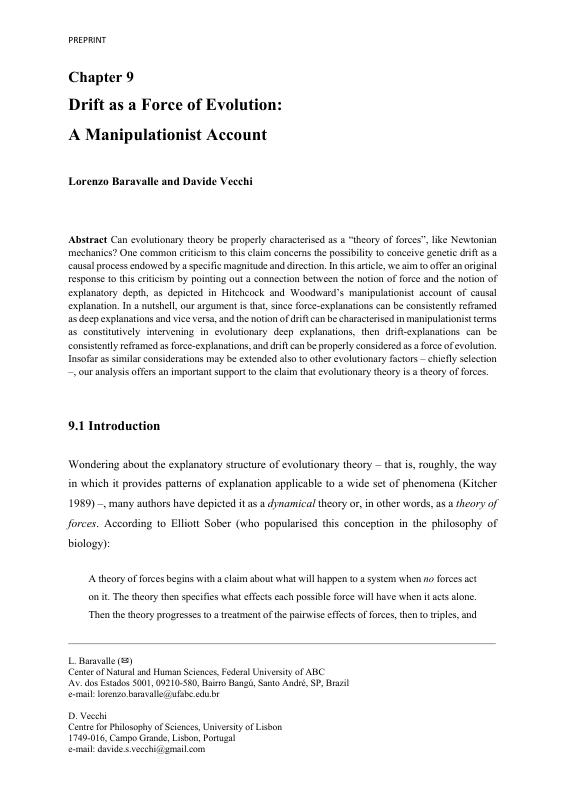 PREPRINT
Chapter 9
Drift as a Force of Evolution:
A Manipulationist Account
Lorenzo Baravalle and Davide Vecchi
Abstract Can evolutionary theory be properly characterised as a “theory of forces”, like Newtonian
mechanics? One common criticism to this claim concerns the possibility to conceive genetic drift as a
causal process endowed by a specific magnitude and direction. In this article, we aim to offer an original
response to this criticism by pointing out a connection between the notion of force and the notion of
explanatory depth, as depicted in Hitchcock and Woodward’s manipulationist account of causal
explanation. In a nutshell, our argument is that, since force-explanations can be consistently reframed
as deep explanations and vice versa, and the notion of drift can be characterised in manipulationist terms
as constitutively intervening in evolutionary deep explanations, then drift-explanations can be
consistently reframed as force-explanations, and drift can be properly considered as a force of evolution.
Insofar as similar considerations may be extended also to other evolutionary factors – chiefly selection
–, our analysis offers an important support to the claim that evolutionary theory is a theory of forces.
9.1 Introduction
Wondering about the explanatory structure of evolutionary theory – that is, roughly, the way
in which it provides patterns of explanation applicable to a wide set of phenomena (Kitcher
1989) –, many authors have depicted it as a dynamical theory or, in other words, as a theory of
forces. According to Elliott Sober (who popularised this conception in the philosophy of
biology):
A theory of forces begins with a claim about what will happen to a system when no forces act
on it. The theory then specifies what effects each possible force will have when it acts alone.
Then the theory progresses to a treatment of the pairwise effects of forces, then to triples, and
L. Baravalle (✉)
Center of Natural and Human Sciences, Federal University of ABC
Av. dos Estados 5001, 09210-580, Bairro Bangú, Santo André, SP, Brazil
e-mail: lorenzo.baravalle@ufabc.edu.br
D. Vecchi
Centre for Philosophy of Sciences, University of Lisbon
1749-016, Campo Grande, Lisbon, Portugal
e-mail: davide.s.vecchi@gmail.com